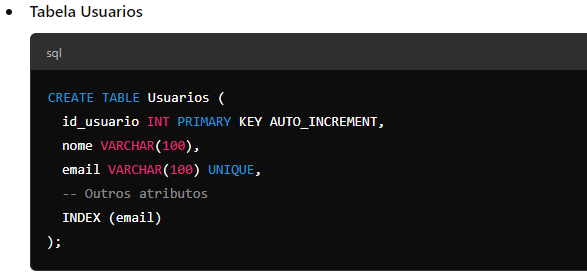 Tabela Usuarios
sql
CREATE TABLE Usuarios (
id_usuario INT PRIMARY KEY AUTO_INCREMENT,
nome VARCHAR(100),
email VARCHAR(100) UNIQUE,
-- Outros atributos
INDEX (email)
);